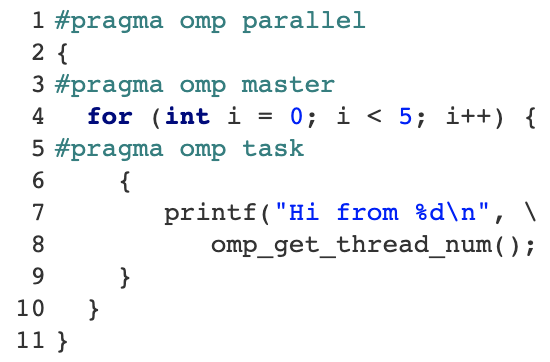 1 #pragma omp parallel
2 {
3 #pragma omp master
4   for (int i = 0; i < 5; i++) {
5 #pragma omp task
6     {
7        printf("Hi from %d\n", \
8           omp_get_thread_num();
9     }
10   }
11 }